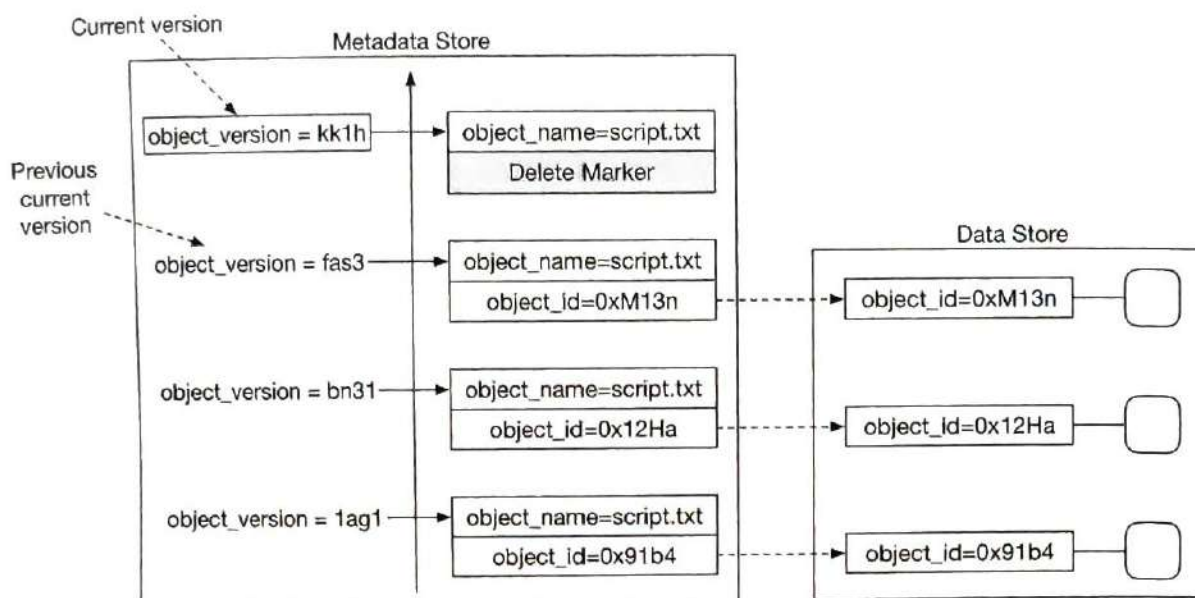 Current version
Metadata Store
object_version = kk1h
object_name=script.txt
Delete Marker
Previous
current
version
object_version = fas3
object_name=script.txt
object_id=0xM13n
Data Store
object_id=0xM13n
object_version = bn31
object_name=script.txt
object_id=0x12Ha
object_id=0x12Ha
object_version = 1ag1
object_name=script.txt
object_id=0x91b4
object_id=0x91b4